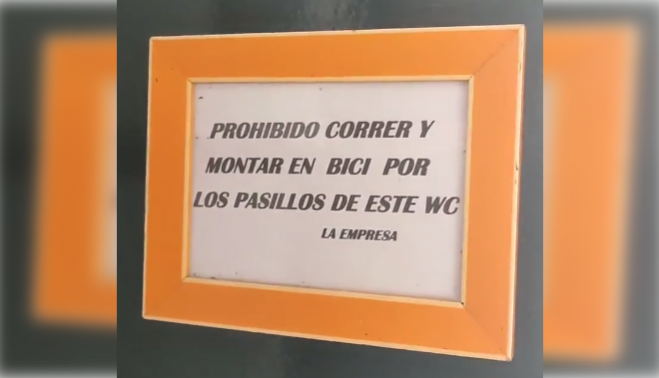 PROHIBIDO CORRER Y
MONTAR EN BICI POR
LOS PASILLOS DE ESTE WC
LA EMPRESA